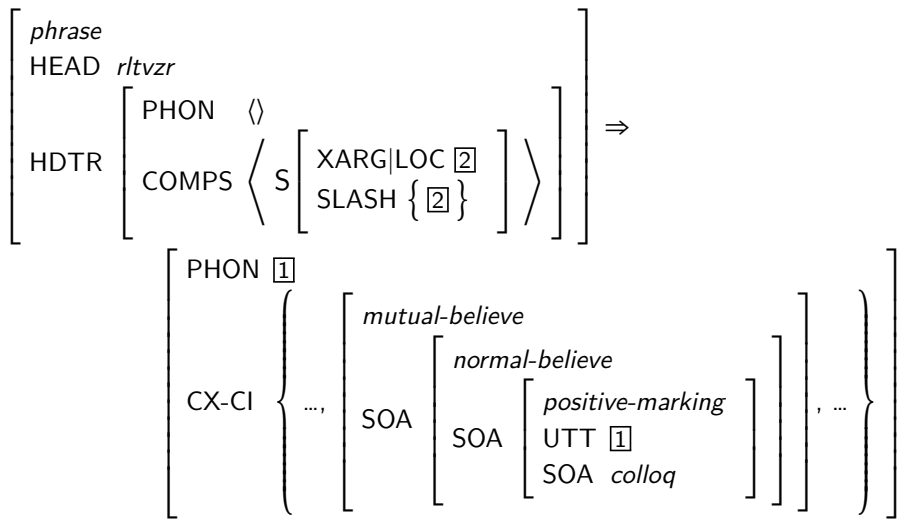 phrase
HEAD rltvzr
HDTR
PHON ⟨⟩
COMPS ⟨ S
XARG|LOC 2
SLASH { 2 }
⟩
⇒
PHON 1
CX-CI { ...,
mutual-believe
SOA
normal-believe
SOA
positive-marking
UTT 1
SOA colloq
, ... }